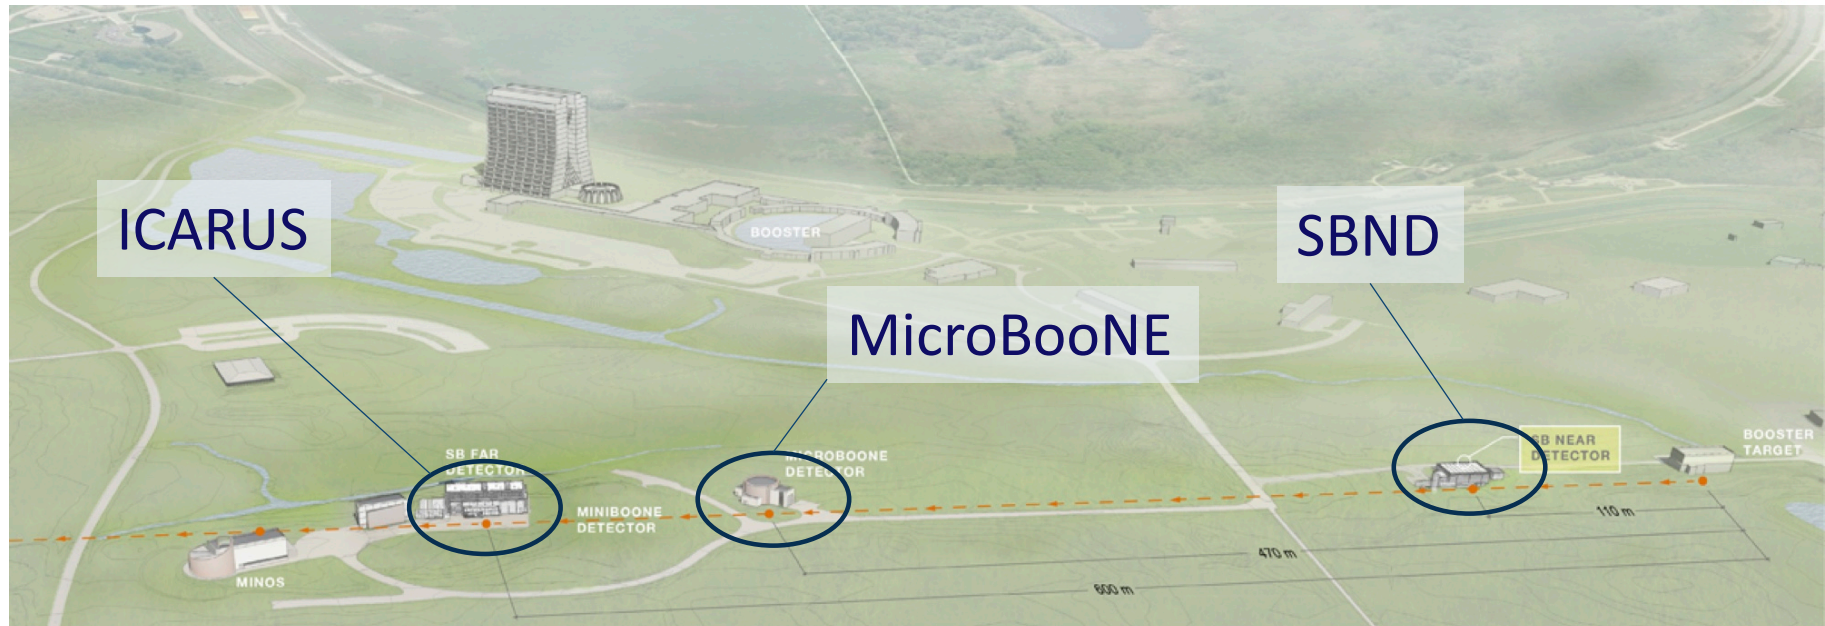 ICARUS
SBND
BOOSTER
MicroBooNE
SB FAR
DETECTOR
MICROBOONE
DETECTOR
SB NEAR
DETECTOR
BOOSTER
TARGET
MINIBOONE
DETECTOR
110 m
470 m
MINOS
600 m